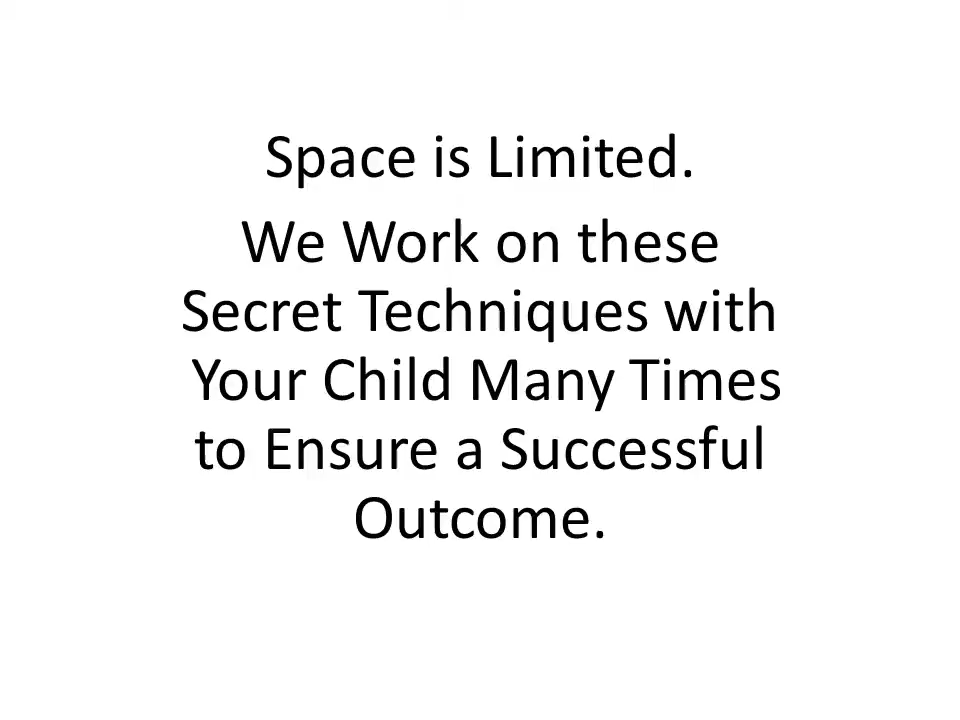 Space is Limited.
We Work on these
Secret Techniques with
Your Child Many Times
to Ensure a Successful
Outcome.